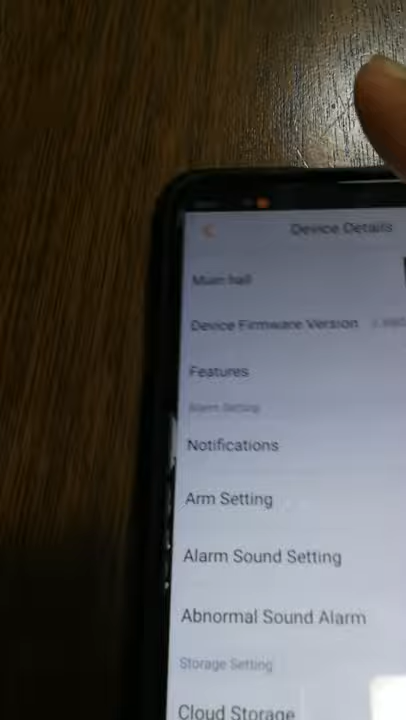 Device Details
Main hall
Device Firmware Version
Features
Alarm Setting
Notifications
Arm Setting
Alarm Sound Setting
Abnormal Sound Alarm
Storage Setting
Cloud Storage